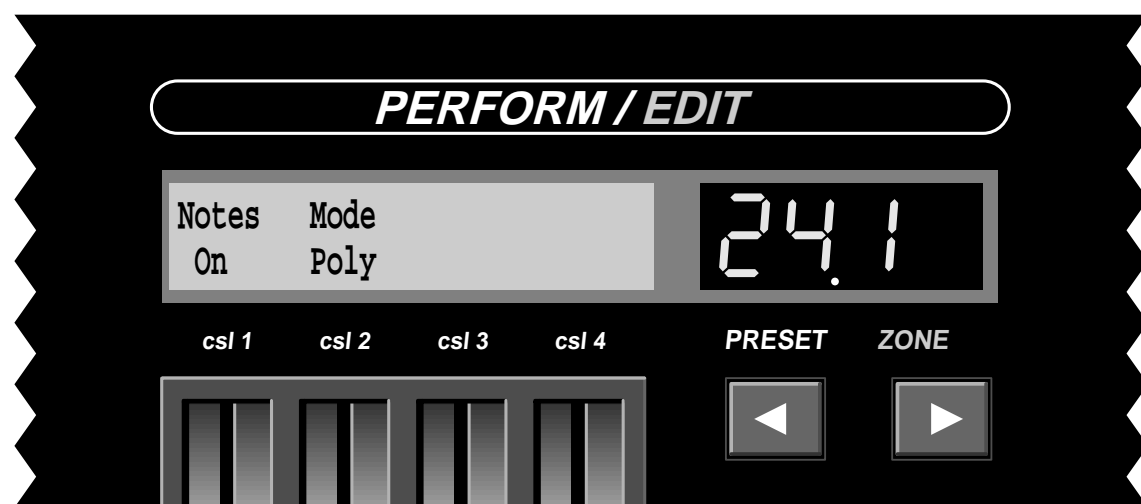 PERFORM / EDIT
Notes Mode
On Poly
24.1
csl 1 csl 2 csl 3 csl 4 PRESET ZONE